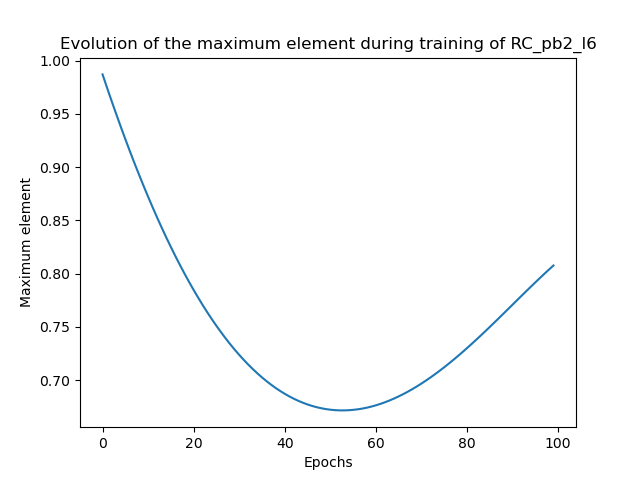 Evolution of the maximum element during training of RC_pb2_l6
1.00
0.95
0.90
0.85
0.80
0.75
0.70
Maximum element
0 20 40 60 80 100
Epochs